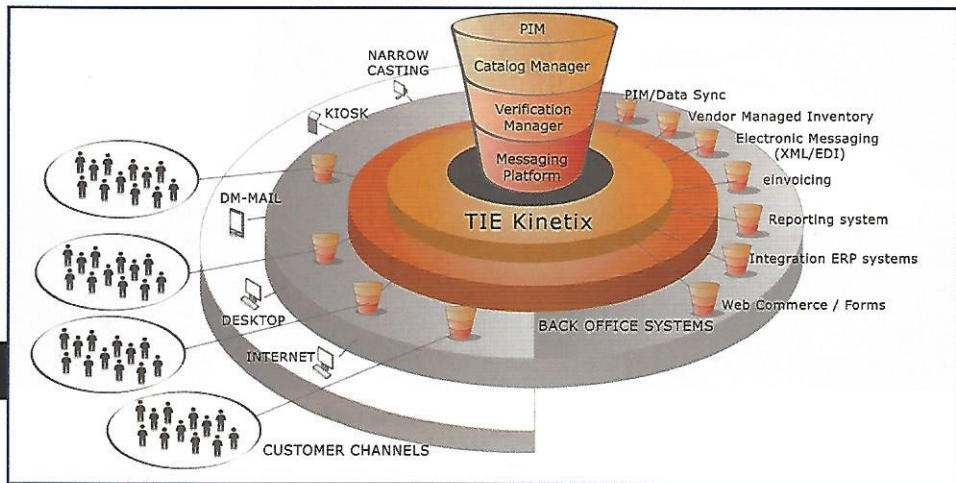 PIM
Catalog Manager
Verification
Manager
Messaging
Platform
TIE Kinetix
NARROW
CASTING
KIOSK
DM-MAIL
DESKTOP
INTERNET
CUSTOMER CHANNELS
PIM/Data Sync
Vendor Managed Inventory
Electronic Messaging
(XML/EDI)
eInvoicing
Reporting system
Integration ERP systems
Web Commerce / Forms
BACK OFFICE SYSTEMS